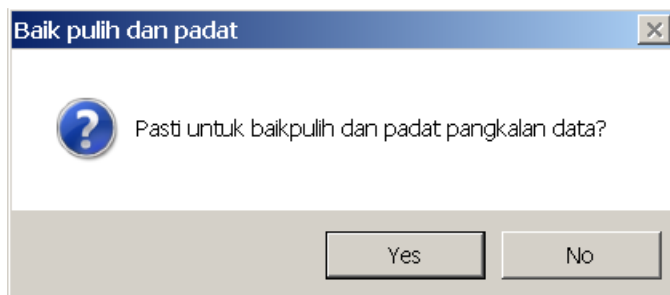 Baik pulih dan padat
Pasti untuk baikpulih dan padat pangkalan data?
Yes
No